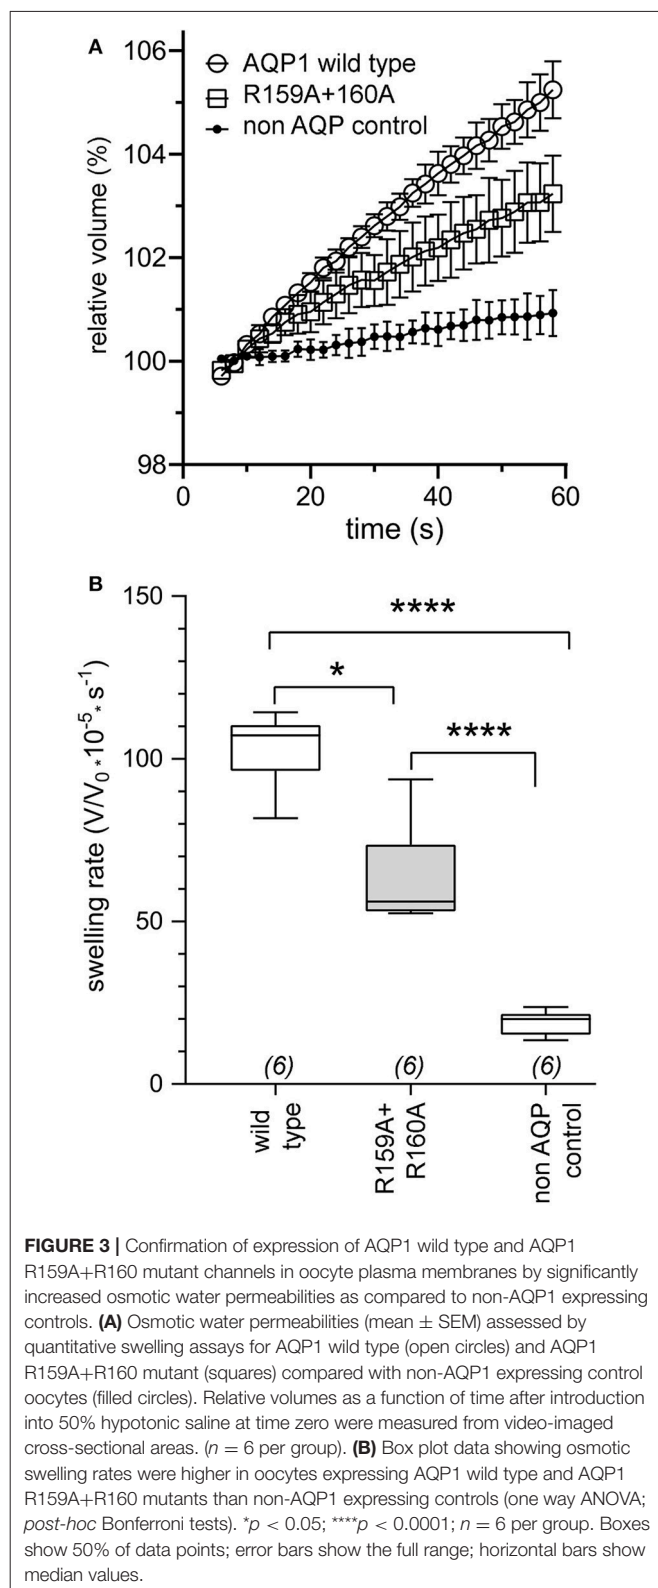 A
106
104
102
100
98
relative volume (%)
AQP1 wild type
R159A+160A
non AQP control
0
20
40
60
time (s)
B
150
100
50
0
swelling rate (V/V0 *10-5* s-1)
****
*
****
(6)
(6)
(6)
wild
type
R159A+
R160A
non AQP
control
FIGURE 3 | Confirmation of expression of AQP1 wild type and AQP1
R159A+R160 mutant channels in oocyte plasma membranes by significantly
increased osmotic water permeabilities as compared to non-AQP1 expressing
controls. (A) Osmotic water permeabilities (mean ± SEM) assessed by
quantitative swelling assays for AQP1 wild type (open circles) and AQP1
R159A+R160 mutant (squares) compared with non-AQP1 expressing control
oocytes (filled circles). Relative volumes as a function of time after introduction
into 50% hypotonic saline at time zero were measured from video-imaged
cross-sectional areas. (n = 6 per group). (B) Box plot data showing osmotic
swelling rates were higher in oocytes expressing AQP1 wild type and AQP1
R159A+R160 mutants than non-AQP1 expressing controls (one way ANOVA;
post-hoc Bonferroni tests). *p < 0.05; ****p < 0.0001; n = 6 per group. Boxes
show 50% of data points; error bars show the full range; horizontal bars show
median values.